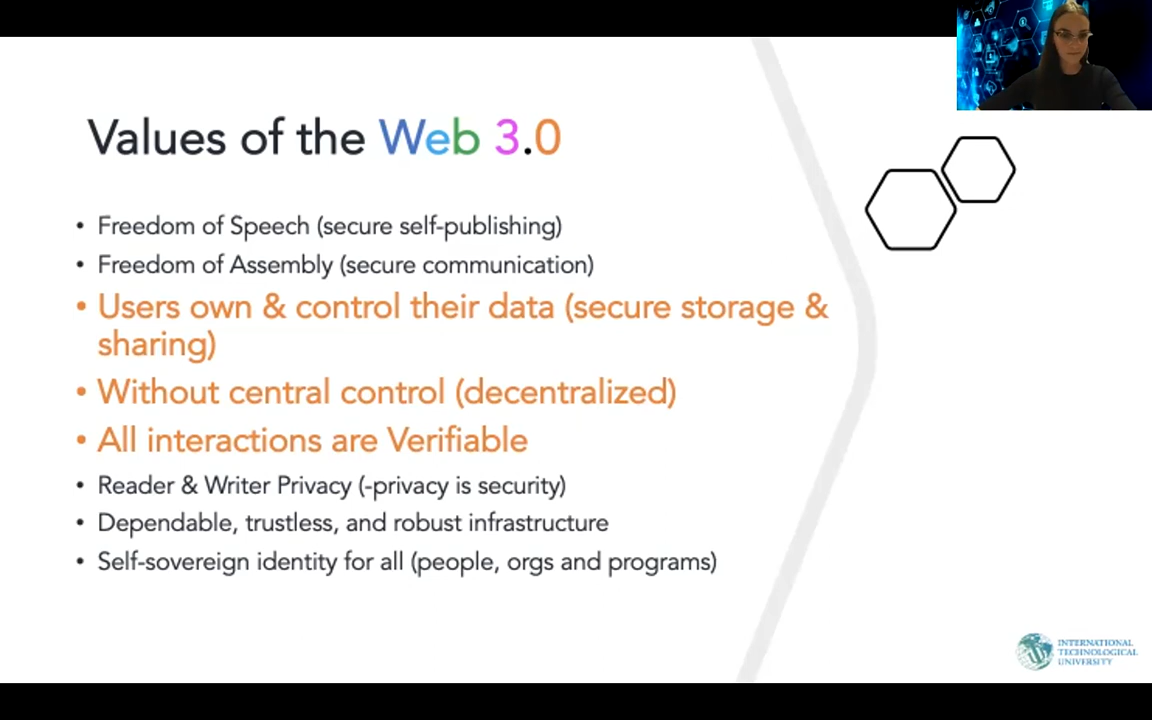 Values of the Web 3.0
• Freedom of Speech (secure self-publishing)
• Freedom of Assembly (secure communication)
• Users own & control their data (secure storage &
sharing)
• Without central control (decentralized)
• All interactions are Verifiable
• Reader & Writer Privacy (-privacy is security)
• Dependable, trustless, and robust infrastructure
• Self-sovereign identity for all (people, orgs and programs)
INTERNATIONAL
TECHNOLOGICAL
UNIVERSITY